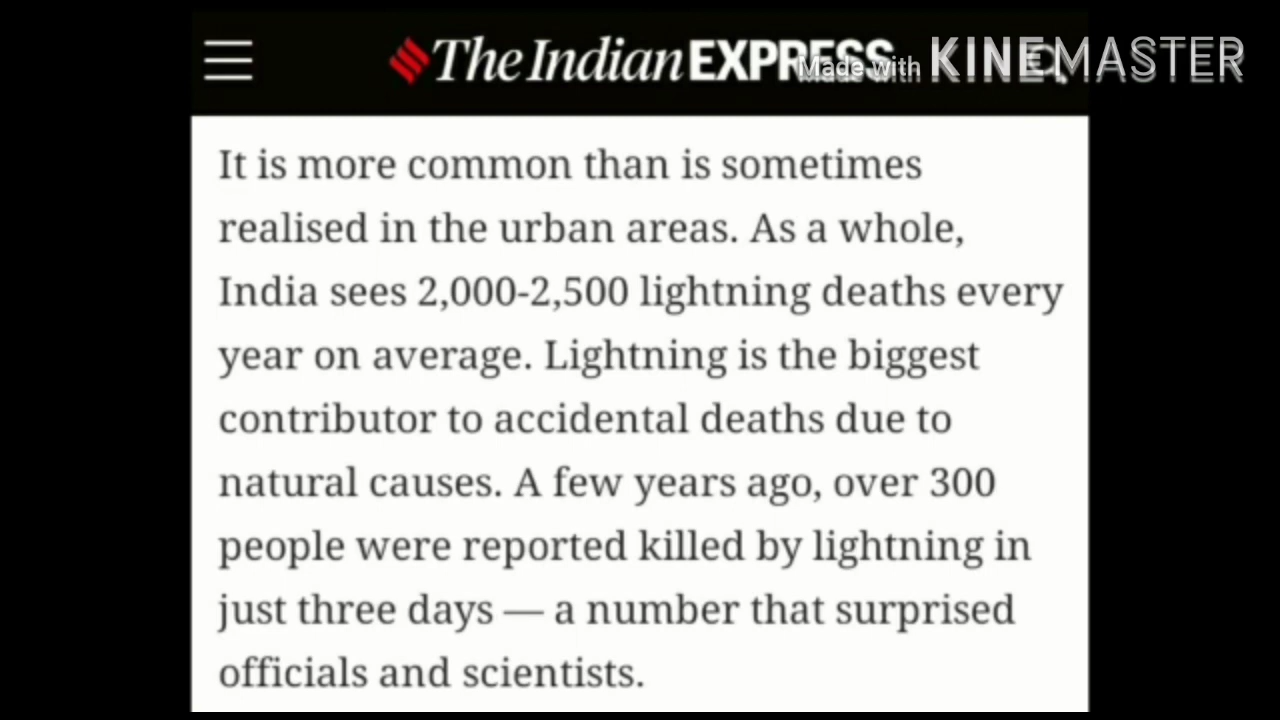 The Indian EXPRESS
Made with KINEMASTER
It is more common than is sometimes
realised in the urban areas. As a whole,
India sees 2,000-2,500 lightning deaths every
year on average. Lightning is the biggest
contributor to accidental deaths due to
natural causes. A few years ago, over 300
people were reported killed by lightning in
just three days — a number that surprised
officials and scientists.